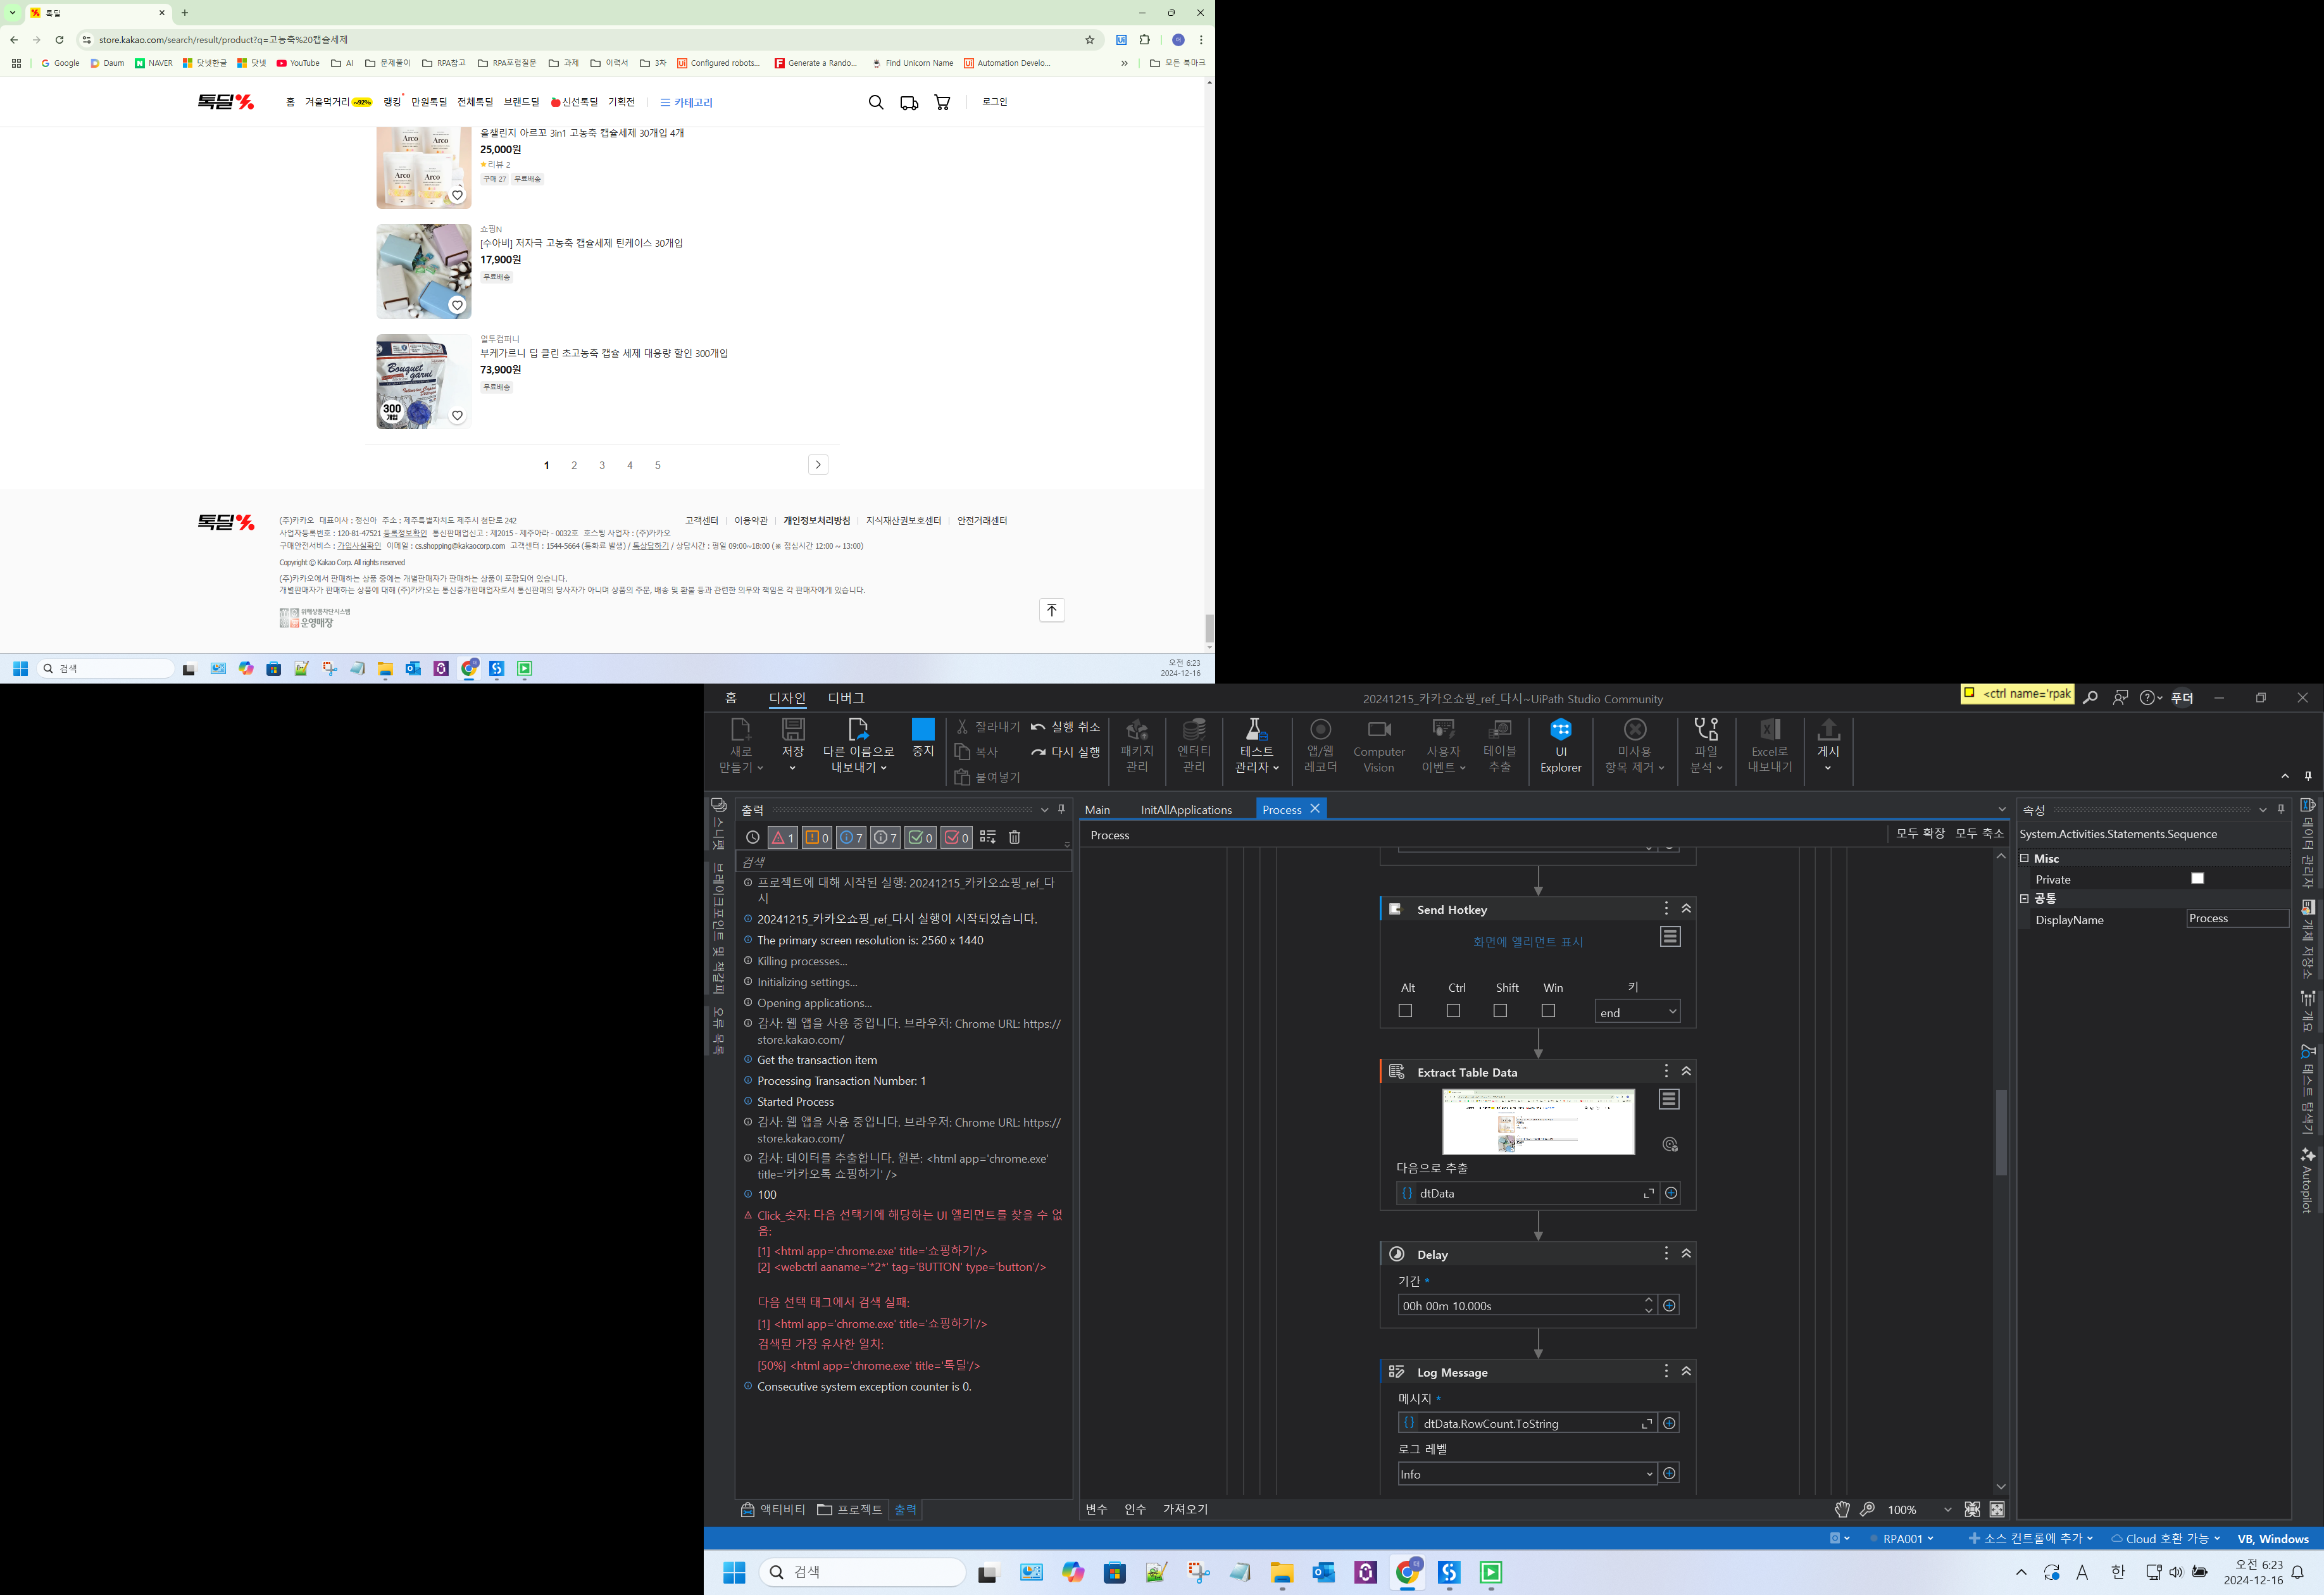 톡딜
store.kakao.com/search/result/product?q=고농축%20캡슐세제
Google Daum NAVER 닷넷한글 닷넷 YouTube AI 문제풀이 RPA참고 RPA포럼질문 과제 이력서 3자 Configured robots... Generate a Rando... Find Unicorn Name Automation Develo... 모든 북마크
톡딜 홈 겨울먹거리 ~92% 랭킹 만원톡딜 전체톡딜 브랜드딜 신선톡딜 기획전 카테고리 로그인
올챌린지 아르꼬 3in1 고농축 캡슐세제 30개입 4개
25,000원
리뷰 2
구매 27 무료배송
Arco Arco
Arco Arco
쇼핑N
[수아비] 저자극 고농축 캡슐세제 틴케이스 30개입
17,900원
무료배송
얼투컴퍼니
부케가르니 딥 클린 초고농축 캡슐 세제 대용량 할인 300개입
73,900원
무료배송
Bouquet
garni
300
개입
1 2 3 4 5
톡딜
(주)카카오 대표이사 : 정신아 주소 : 제주특별자치도 제주시 첨단로 242
고객센터 이용약관 개인정보처리방침 지식재산권보호센터 안전거래센터
사업자등록번호 : 120-81-47521 등록정보확인 통신판매업신고 : 제2015 - 제주아라 - 0032호 호스팅 사업자 : (주)카카오
구매안전서비스 : 가입사실확인 이메일 : cs.shopping@kakaocorp.com 고객센터 : 1544-5664 (통화료 발생) / 톡상담하기 / 상담시간 : 평일 09:00~18:00 (※ 점심시간 12:00 ~ 13:00)
Copyright © Kakao Corp. All rights reserved
(주)카카오에서 판매하는 상품 중에는 개별판매자가 판매하는 상품이 포함되어 있습니다.
개별판매자가 판매하는 상품에 대해 (주)카카오는 통신중개판매업자로서 통신판매의 당사자가 아니며 상품의 주문, 배송 및 환불 등과 관련한 의무와 책임은 각 판매자에게 있습니다.
위해상품차단시스템
운영매장
검색
오전 6:23
2024-12-16
홈 디자인 디버그
20241215_카카오쇼핑_ref_다시~UiPath Studio Community
<ctrl name='rpak
푸더
새로 만들기
저장
다른 이름으로 내보내기
중지
잘라내기 실행 취소
복사 다시 실행
붙여넣기
패키지 관리
엔터티 관리
테스트 관리자
앱/웹 레코더
Computer Vision
사용자 이벤트
테이블 추출
UI Explorer
미사용 항목 제거
파일 분석
Excel로 내보내기
게시
스니펫
브레이크포인트 및 책갈피
오류 목록
출력
1 0 7 7 0 0
검색
프로젝트에 대해 시작된 실행: 20241215_카카오쇼핑_ref_다
시
20241215_카카오쇼핑_ref_다시 실행이 시작되었습니다.
The primary screen resolution is: 2560 x 1440
Killing processes...
Initializing settings...
Opening applications...
감사: 웹 앱을 사용 중입니다. 브라우저: Chrome URL: https://
store.kakao.com/
Get the transaction item
Processing Transaction Number: 1
Started Process
감사: 웹 앱을 사용 중입니다. 브라우저: Chrome URL: https://
store.kakao.com/
감사: 데이터를 추출합니다. 원본: <html app='chrome.exe'
title='카카오톡 쇼핑하기' />
100
Click_숫자: 다음 선택기에 해당하는 UI 엘리먼트를 찾을 수 없
음:
[1] <html app='chrome.exe' title='쇼핑하기'/>
[2] <webctrl aaname='*2*' tag='BUTTON' type='button'/>
다음 선택 태그에서 검색 실패:
[1] <html app='chrome.exe' title='쇼핑하기'/>
검색된 가장 유사한 일치:
[50%] <html app='chrome.exe' title='톡딜'/>
Consecutive system exception counter is 0.
액티비티 프로젝트 출력
Main InitAllApplications Process
Process
모두 확장 모두 축소
Send Hotkey
화면에 엘리먼트 표시
Alt Ctrl Shift Win 키
end
Extract Table Data
다음으로 추출
dtData
Delay
기간 *
00h 00m 10.000s
Log Message
메시지 *
dtData.RowCount.ToString
로그 레벨
Info
변수 인수 가져오기
100%
속성
System.Activities.Statements.Sequence
Misc
Private
공통
DisplayName Process
데이터 관리자
개체 저장소
개요
테스트 탐색기
Autopilot
RPA001 소스 컨트롤에 추가 Cloud 호환 가능 VB, Windows
검색
A 한
오전 6:23
2024-12-16